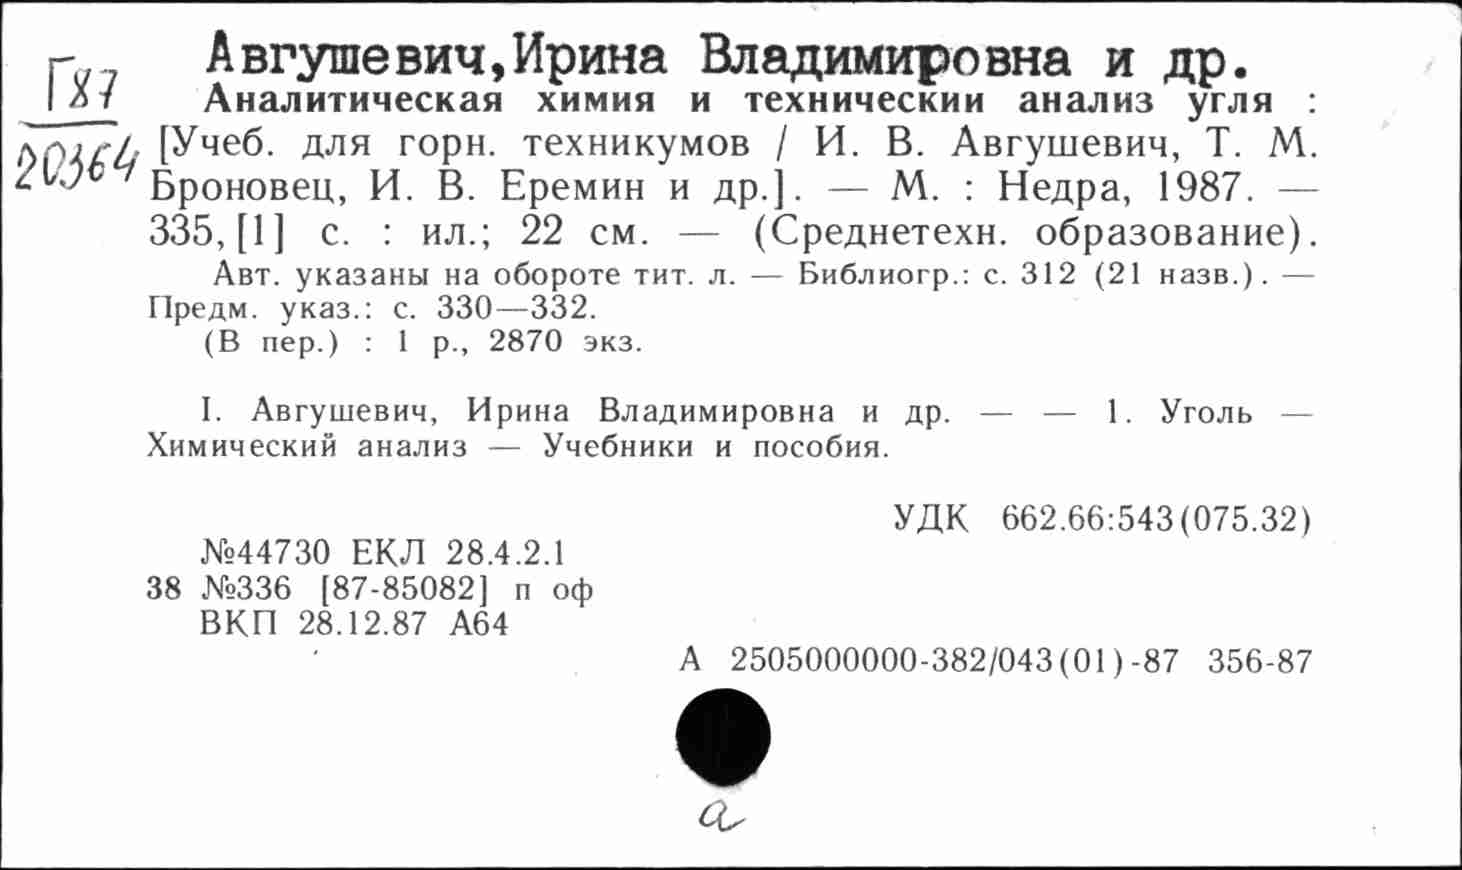 Авгушевич,Ирина Владимировна и др.
Г87
20364
Аналитическая химия и технический анализ угля :
[Учеб. для горн. техникумов / И. В. Авгушевич, Т. М.
Броновец, И. В. Еремин и др.]. — М. : Недра, 1987. —
335, [1] с. : ил.; 22 см. — (Среднетехн. образование).
Авт. указаны на обороте тит. л. — Библиогр.: с. 312 (21 назв.). —
Предм. указ.: с. 330—332.
(В пер.) : 1 р., 2870 экз.
I. Авгушевич, Ирина Владимировна и др. — — 1. Уголь —
Химический анализ — Учебники и пособия.
УДК 662.66:543(075.32)
№44730 ЕКЛ 28.4.2.1
38 №336 [87-85082] п оф
ВКП 28.12.87 А64
А 2505000000-382/043(01)-87 356-87
а